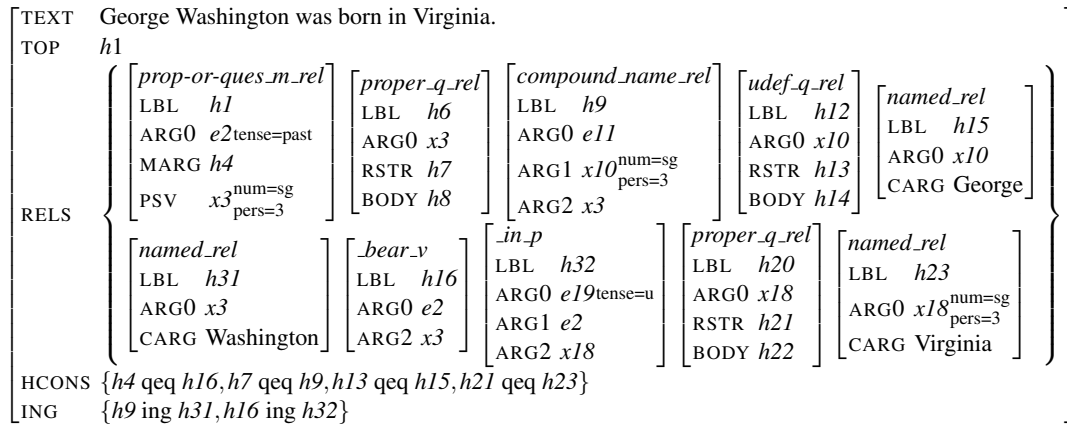 TEXT George Washington was born in Virginia.
TOP h1
RELS
prop-or-ques_m_rel
LBL h1
ARG0 e2 tense=past
MARG h4
PSV x3 num=sg pers=3
proper_q_rel
LBL h6
ARG0 x3
RSTR h7
BODY h8
compound_name_rel
LBL h9
ARG0 e11
ARG1 x10 num=sg pers=3
ARG2 x3
udef_q_rel
LBL h12
ARG0 x10
RSTR h13
BODY h14
named_rel
LBL h15
ARG0 x10
CARG George
named_rel
LBL h31
ARG0 x3
CARG Washington
_bear_v
LBL h16
ARG0 e2
ARG2 x3
_in_p
LBL h32
ARG0 e19 tense=u
ARG1 e2
ARG2 x18
proper_q_rel
LBL h20
ARG0 x18
RSTR h21
BODY h22
named_rel
LBL h23
ARG0 x18 num=sg pers=3
CARG Virginia
HCONS {h4 qeq h16, h7 qeq h9, h13 qeq h15, h21 qeq h23}
ING {h9 ing h31, h16 ing h32}